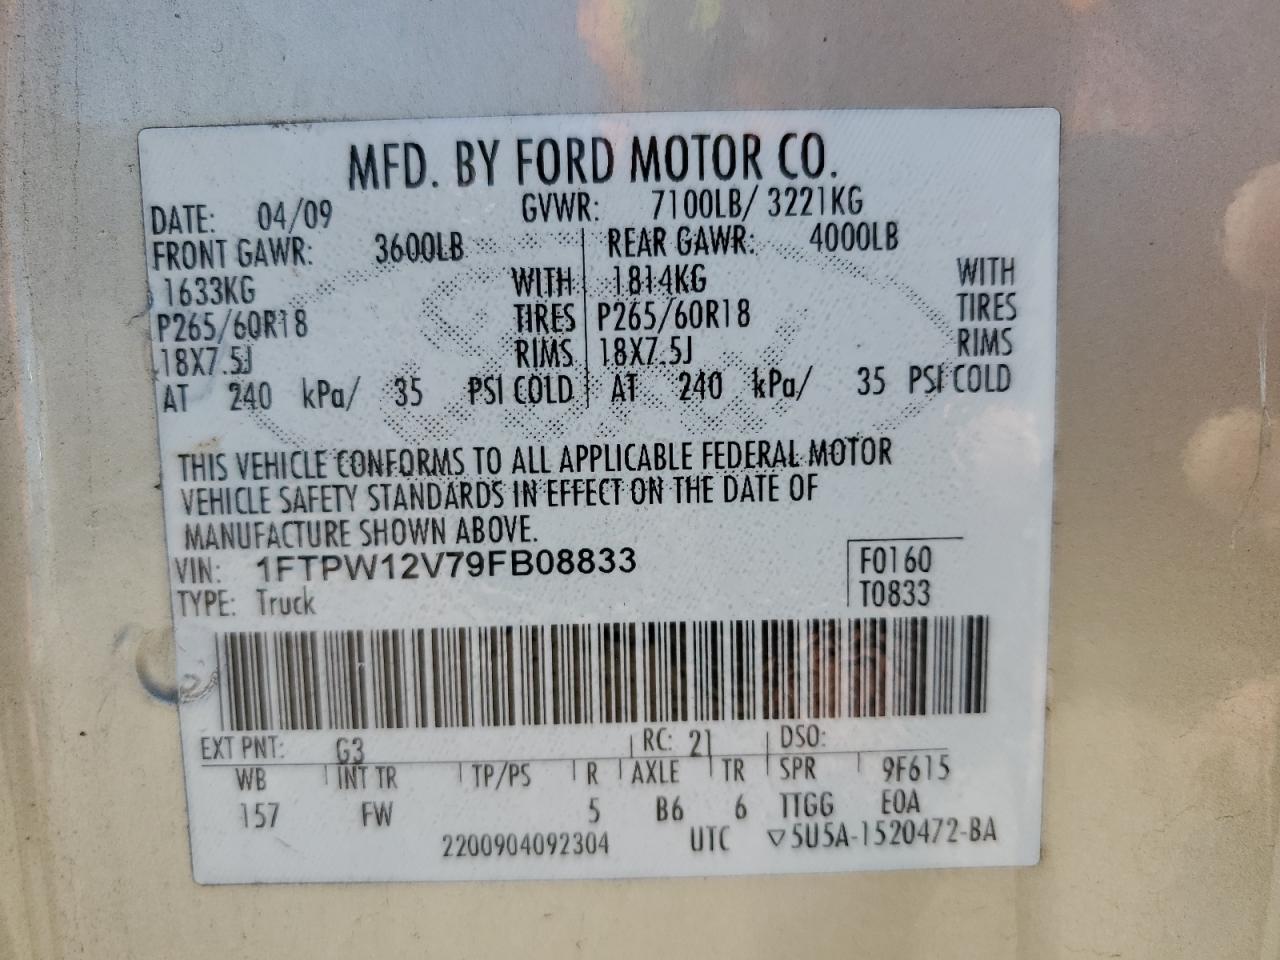 MFD. BY FORD MOTOR CO.
DATE: 04/09 GVWR: 7100LB/ 3221KG
FRONT GAWR: 3600LB REAR GAWR: 4000LB
1633KG WITH 1814KG WITH
P265/60R18 TIRES P265/60R18 TIRES
18X7.5J RIMS 18X7.5J RIMS
AT 240 kPa/ 35 PSI COLD AT 240 kPa/ 35 PSI COLD
THIS VEHICLE CONFORMS TO ALL APPLICABLE FEDERAL MOTOR
VEHICLE SAFETY STANDARDS IN EFFECT ON THE DATE OF
MANUFACTURE SHOWN ABOVE.
VIN: 1FTPW12V79FB08833 F0160
TYPE: Truck T0833
EXT PNT: G3 RC: 21 DSO:
WB INT TR TP/PS R AXLE TR SPR 9F615
157 FW 5 B6 6 TTGG EOA
2200904092304 UTC ▽5U5A-1520472-BA